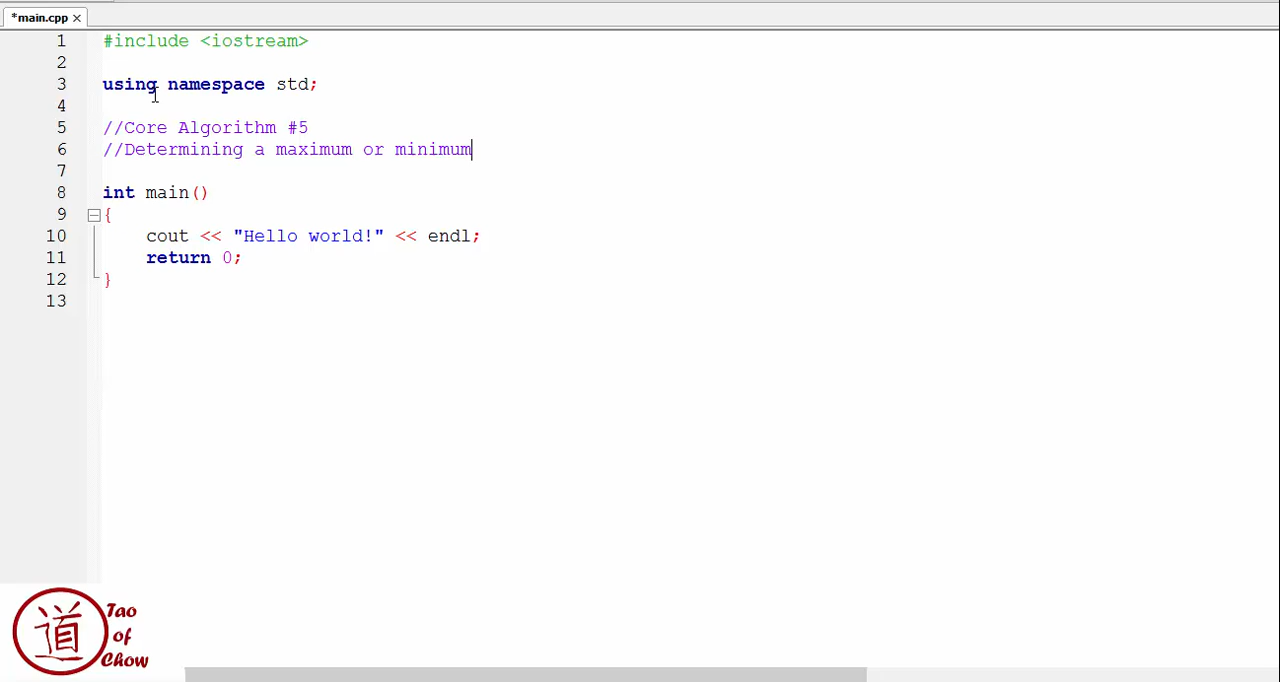 *main.cpp
1 #include <iostream>
2
3 using namespace std;
4
5 //Core Algorithm #5
6 //Determining a maximum or minimum
7
8 int main()
9 {
10 cout << "Hello world!" << endl;
11 return 0;
12 }
13
道
Tao
of
Chow